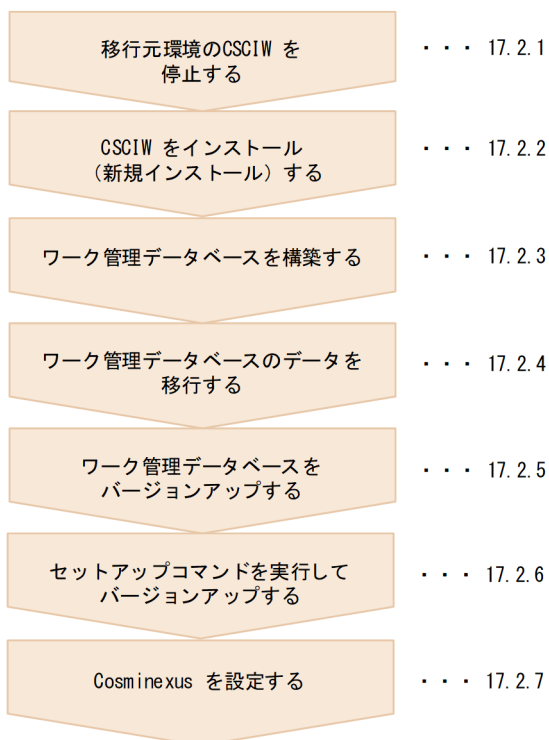 移行元環境のCSCIW を
停止する
・・・ 17.2.1
CSCIW をインストール
（新規インストール）する
・・・ 17.2.2
ワーク管理データベースを構築する
・・・ 17.2.3
ワーク管理データベースのデータを
移行する
・・・ 17.2.4
ワーク管理データベースを
バージョンアップする
・・・ 17.2.5
セットアップコマンドを実行して
バージョンアップする
・・・ 17.2.6
Cosminexus を設定する
・・・ 17.2.7